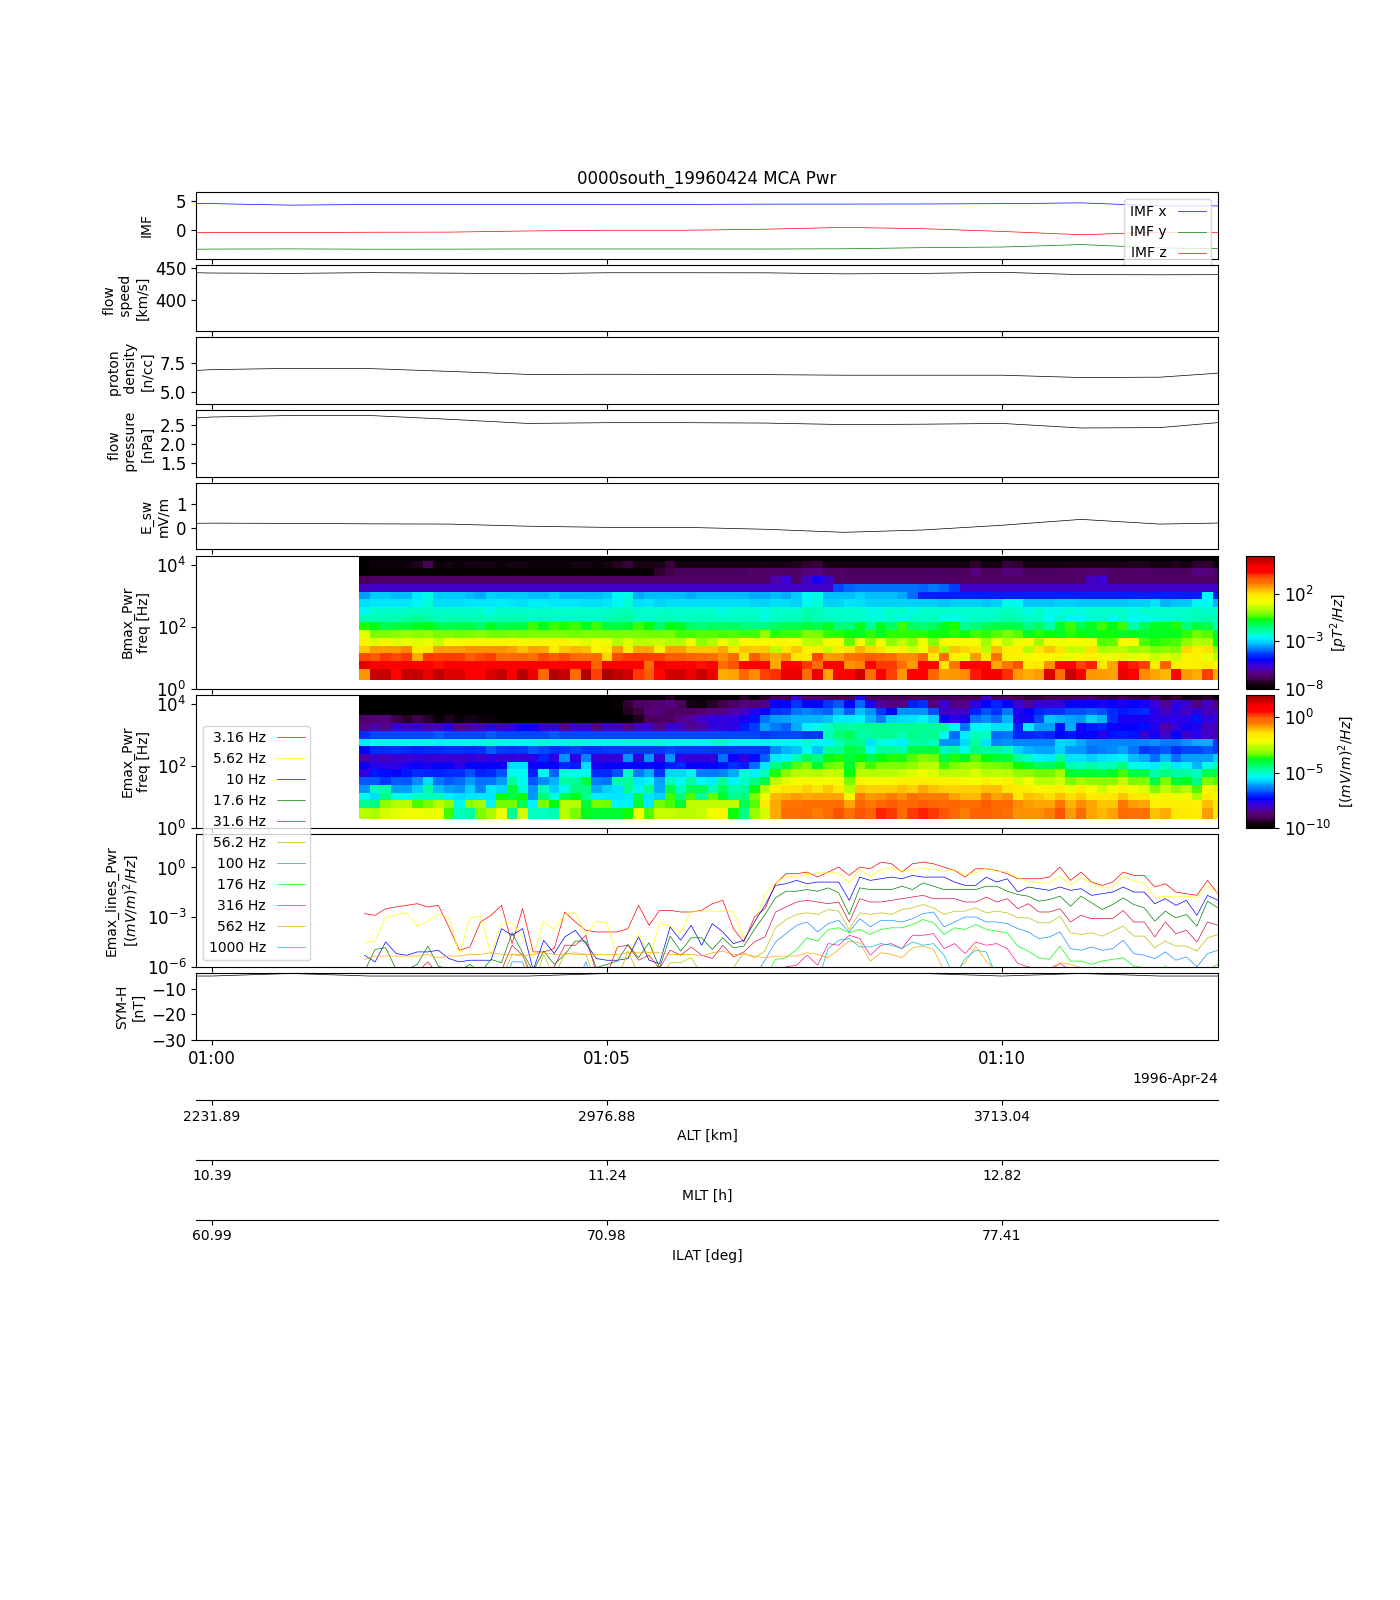 0000south_19960424 MCA Pwr
IMF
5
0
IMF x
IMF y
IMF z
flow
speed
[km/s]
450
400
proton
density
[n/cc]
7.5
5.0
flow
pressure
[nPa]
2.5
2.0
1.5
E_sw
mV/m
1
0
Bmax_Pwr
freq [Hz]
10^4
10^2
10^0
10^2
10^−3
10^−8
[pT^2/Hz]
Emax_Pwr
freq [Hz]
10^4
10^2
10^0
10^0
10^−5
10^−10
[(mV/m)^2/Hz]
3.16 Hz
5.62 Hz
10 Hz
17.6 Hz
31.6 Hz
56.2 Hz
100 Hz
176 Hz
316 Hz
562 Hz
1000 Hz
Emax_lines_Pwr
[(mV/m)^2/Hz]
10^0
10^−3
10^−6
SYM-H
[nT]
−10
−20
−30
01:00 01:05 01:10
1996-Apr-24
2231.89 2976.88 3713.04
ALT [km]
10.39 11.24 12.82
MLT [h]
60.99 70.98 77.41
ILAT [deg]